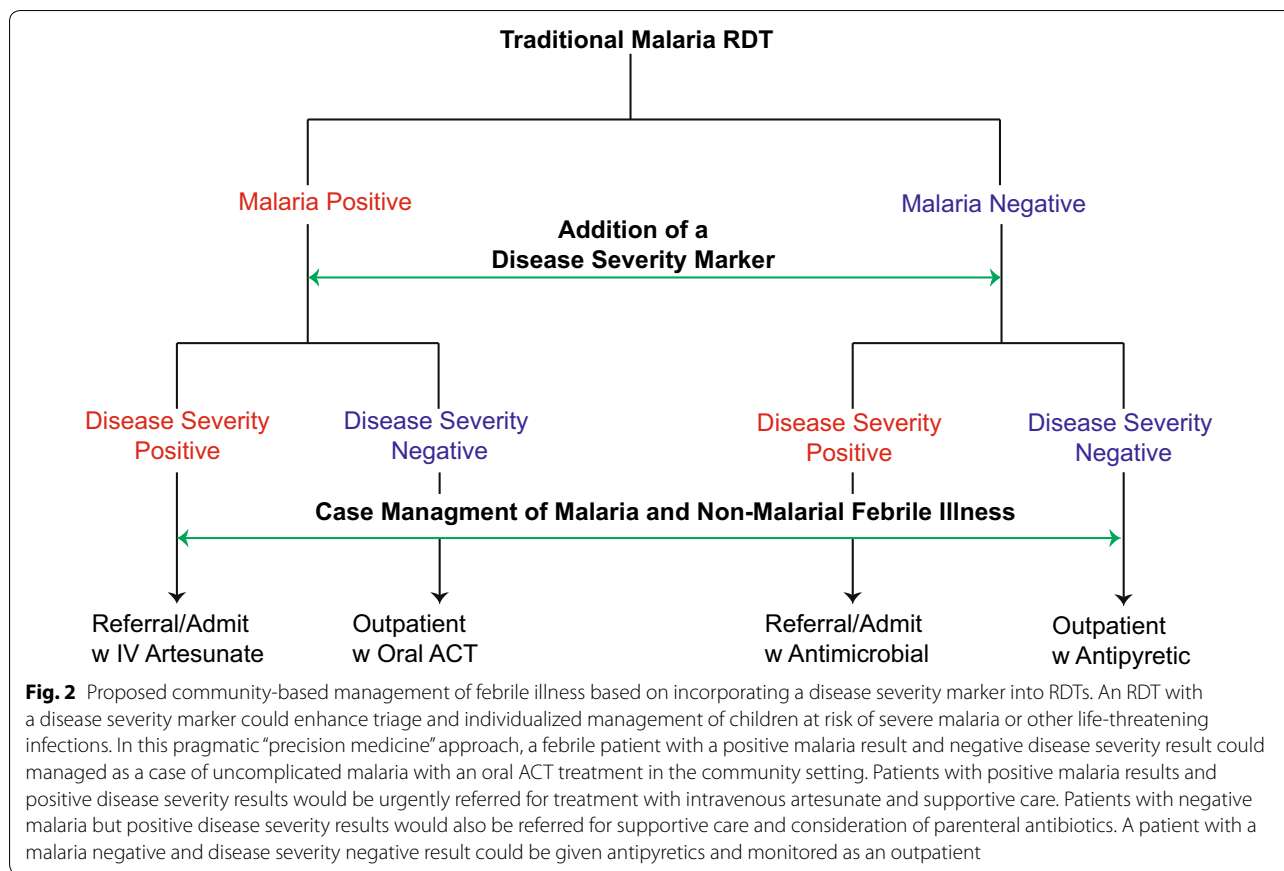 Traditional Malaria RDT
Malaria Positive
Malaria Negative
Addition of a
Disease Severity Marker
Disease Severity
Positive
Disease Severity
Negative
Disease Severity
Positive
Disease Severity
Negative
Case Managment of Malaria and Non-Malarial Febrile Illness
Referral/Admit
w IV Artesunate
Outpatient
w Oral ACT
Referral/Admit
w Antimicrobial
Outpatient
w Antipyretic
Fig. 2 Proposed community-based management of febrile illness based on incorporating a disease severity marker into RDTs. An RDT with
a disease severity marker could enhance triage and individualized management of children at risk of severe malaria or other life-threatening
infections. In this pragmatic “precision medicine” approach, a febrile patient with a positive malaria result and negative disease severity result could
managed as a case of uncomplicated malaria with an oral ACT treatment in the community setting. Patients with positive malaria results and
positive disease severity results would be urgently referred for treatment with intravenous artesunate and supportive care. Patients with negative
malaria but positive disease severity results would also be referred for supportive care and consideration of parenteral antibiotics. A patient with a
malaria negative and disease severity negative result could be given antipyretics and monitored as an outpatient